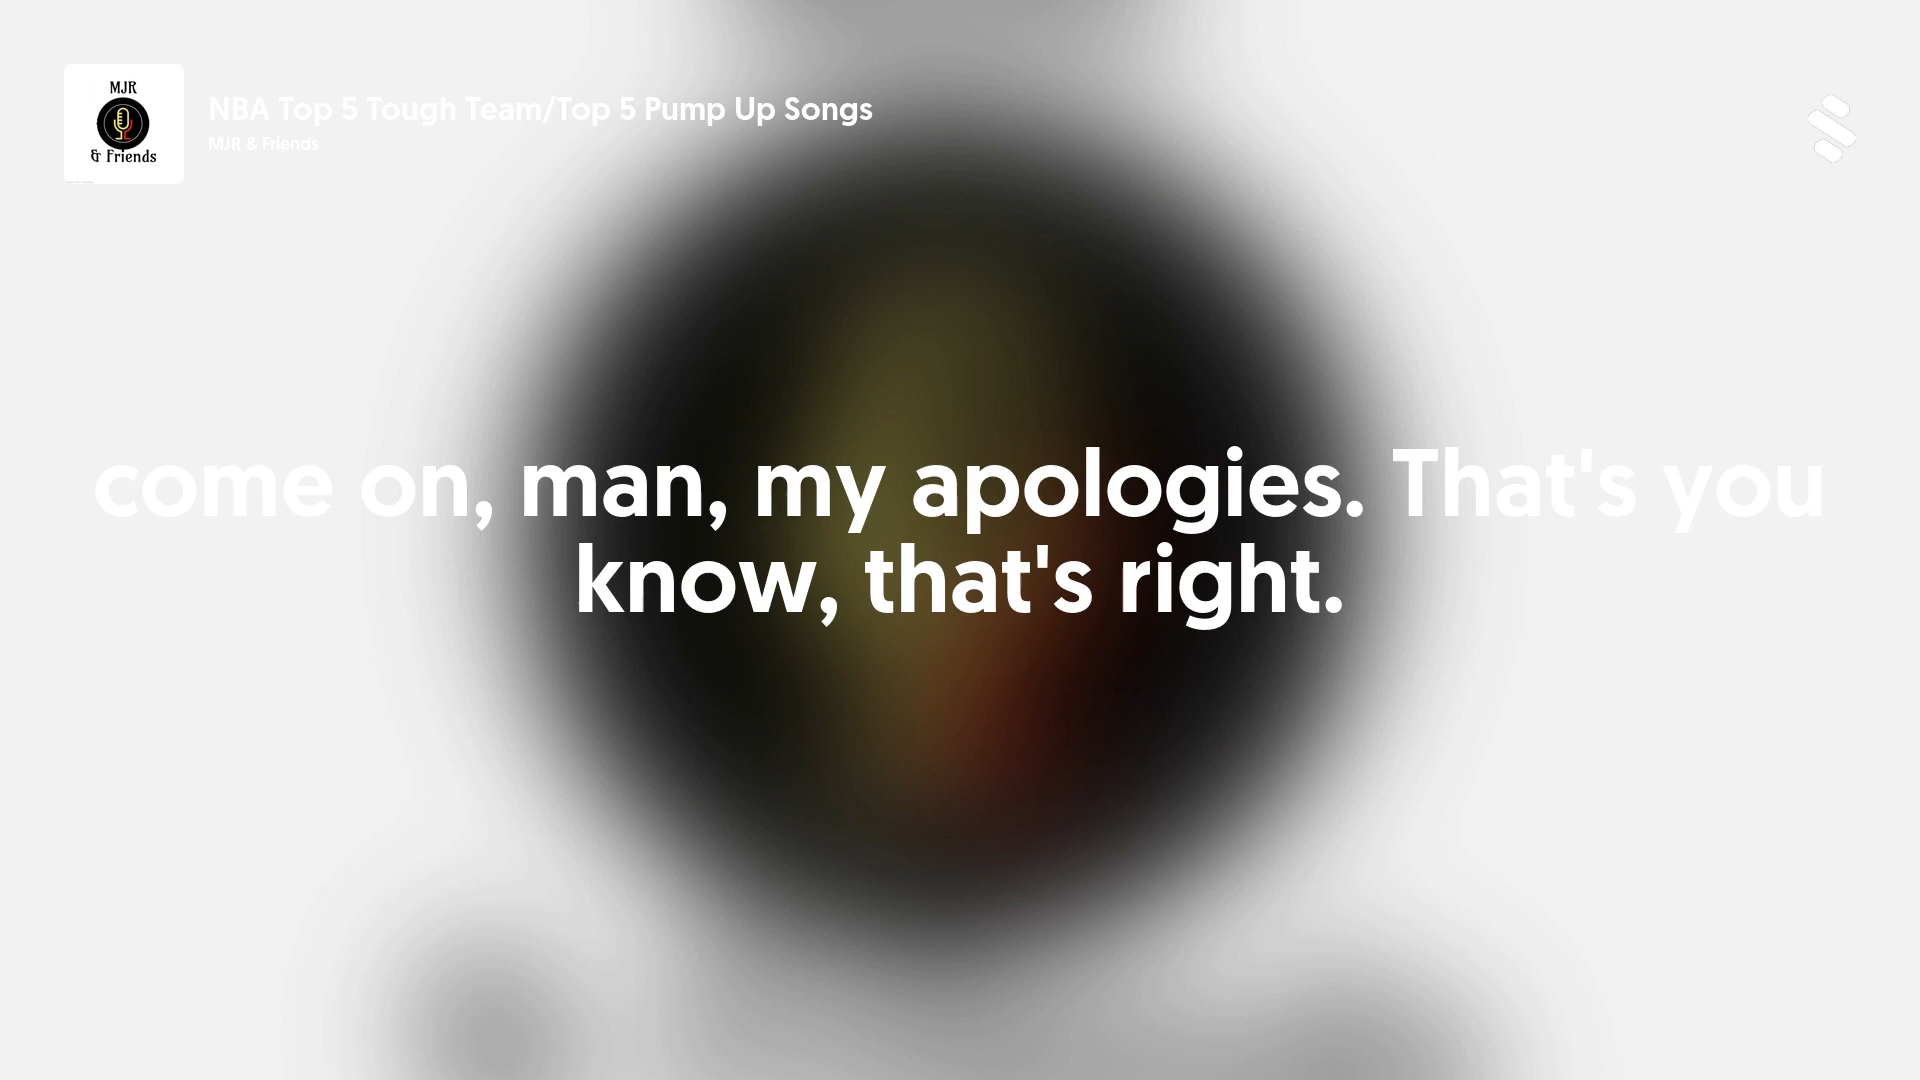 MJR
& Friends
NBA Top 5 Tough Team/Top 5 Pump Up Songs
MJR & Friends
come on, man, my apologies. That's you
know, that's right.